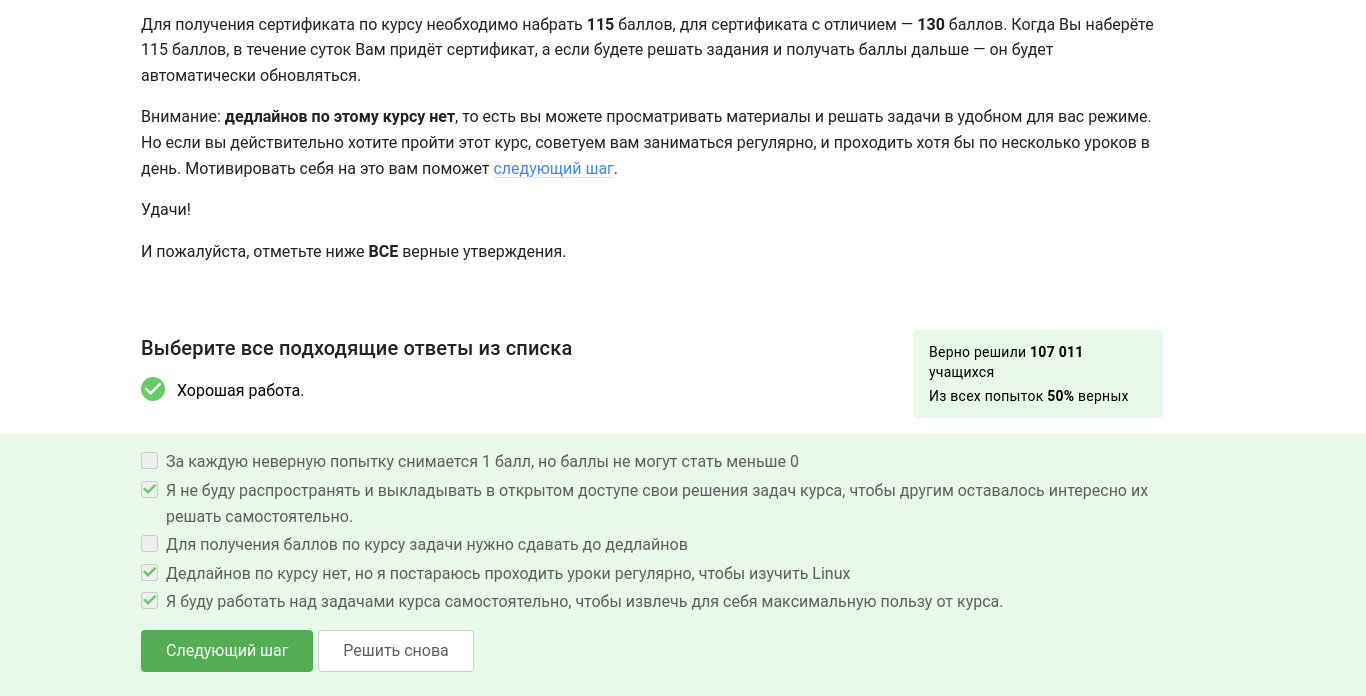 Для получения сертификата по курсу необходимо набрать 115 баллов, для сертификата с отличием — 130 баллов. Когда Вы наберёте
115 баллов, в течение суток Вам придёт сертификат, а если будете решать задания и получать баллы дальше — он будет
автоматически обновляться.
Внимание: дедлайнов по этому курсу нет, то есть вы можете просматривать материалы и решать задачи в удобном для вас режиме.
Но если вы действительно хотите пройти этот курс, советуем вам заниматься регулярно, и проходить хотя бы по несколько уроков в
день. Мотивировать себя на это вам поможет следующий шаг.
Удачи!
И пожалуйста, отметьте ниже ВСЕ верные утверждения.
Выберите все подходящие ответы из списка
Хорошая работа.
Верно решили 107 011
учащихся
Из всех попыток 50% верных
За каждую неверную попытку снимается 1 балл, но баллы не могут стать меньше 0
Я не буду распространять и выкладывать в открытом доступе свои решения задач курса, чтобы другим оставалось интересно их
решать самостоятельно.
Для получения баллов по курсу задачи нужно сдавать до дедлайнов
Дедлайнов по курсу нет, но я постараюсь проходить уроки регулярно, чтобы изучить Linux
Я буду работать над задачами курса самостоятельно, чтобы извлечь для себя максимальную пользу от курса.
Следующий шаг
Решить снова